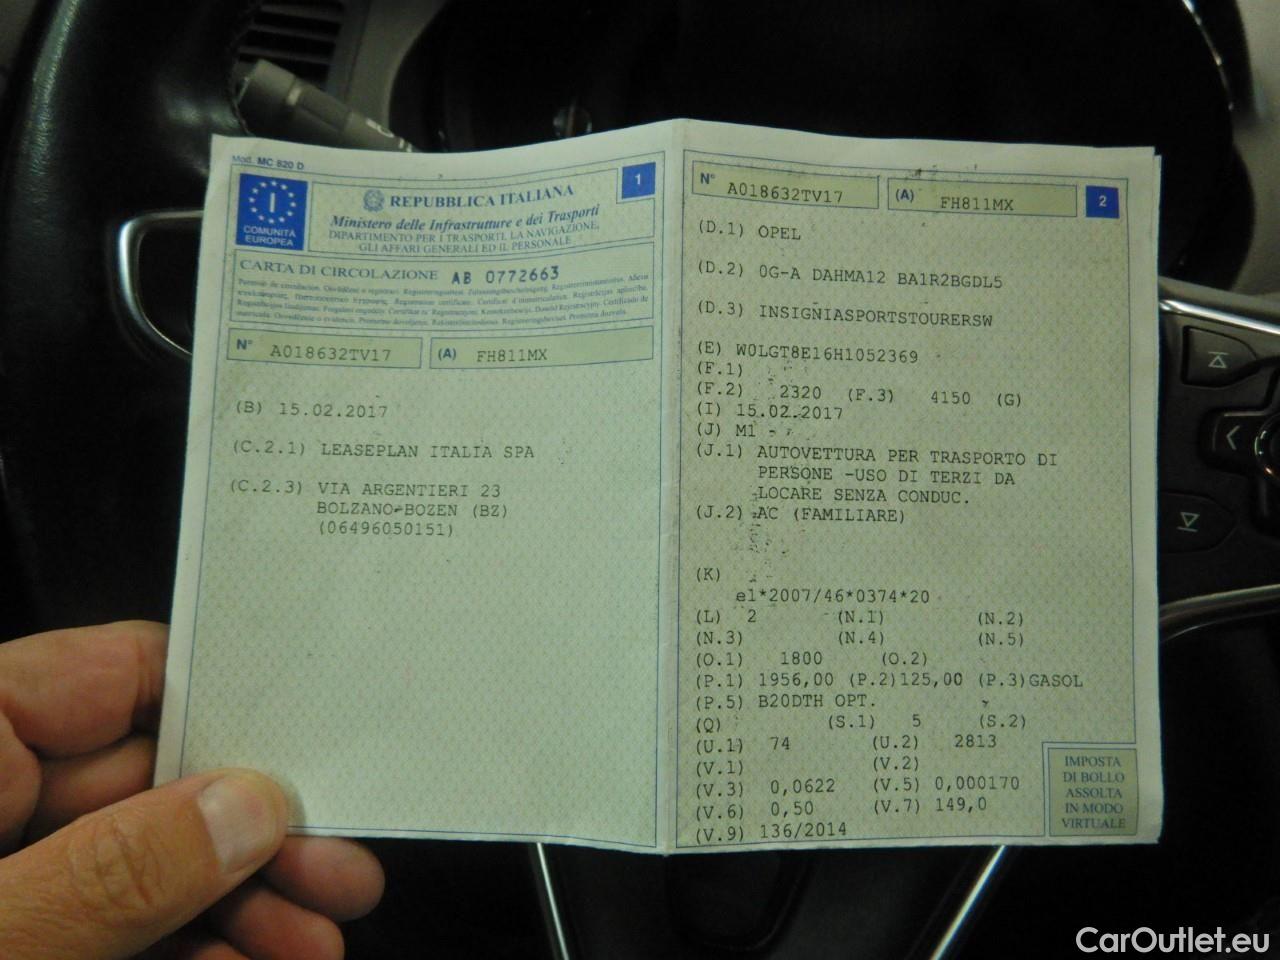 Mod. MC 820 D
1
I
COMUNITÀ
EUROPEA
REPUBBLICA ITALIANA
Ministero delle Infrastrutture e dei Trasporti
DIPARTIMENTO PER I TRASPORTI, LA NAVIGAZIONE,
GLI AFFARI GENERALI ED IL PERSONALE
CARTA DI CIRCOLAZIONE AB 0772663
N° A018632TV17 (A) FH811MX
(B) 15.02.2017
(C.2.1) LEASEPLAN ITALIA SPA
(C.2.3) VIA ARGENTIERI 23
BOLZANO-BOZEN (BZ)
(06496050151)
N° A018632TV17 (A) FH811MX 2
(D.1) OPEL
(D.2) 0G-A DAHMA12 BA1R2BGDL5
(D.3) INSIGNIASPORTSTOURERSW
(E) W0LGT8E16H1052369
(F.1)
(F.2) 2320 (F.3) 4150 (G)
(I) 15.02.2017
(J) M1 -
(J.1) AUTOVETTURA PER TRASPORTO DI
PERSONE -USO DI TERZI DA
LOCARE SENZA CONDUC.
(J.2) AC (FAMILIARE)
(K)
e1*2007/46*0374*20
(L) 2 (N.1) (N.2)
(N.3) (N.4) (N.5)
(O.1) 1800 (O.2)
(P.1) 1956,00 (P.2)125,00 (P.3)GASOL
(P.5) B20DTH OPT.
(Q) (S.1) 5 (S.2)
(U.1) 74 (U.2) 2813
(V.1) (V.2)
(V.3) 0,0622 (V.5) 0,000170
(V.6) 0,50 (V.7) 149,0
(V.9) 136/2014
IMPOSTA
DI BOLLO
ASSOLTA
IN MODO
VIRTUALE
CarOutlet.eu